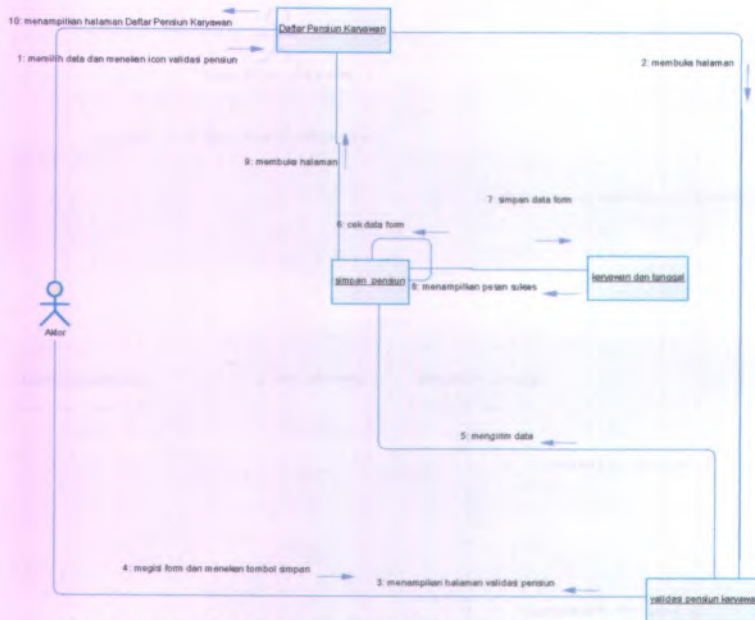 10: menampilkan halaman Daftar Pensiun Karyawan
Daftar Pensiun Karyawan
1: memilih data dan menekan icon validasi pensiun
2: membuka halaman
9: membuka halaman
7: simpan data form
6: cek data form
simpan_pensiun
karyawan dan tanggal
8: menampilkan pesan sukses
Aktor
5: mengirim data
4: megisi form dan menekan tombol simpan
3: menampilkan halaman validasi pensiun
validasi pensiun karyawan